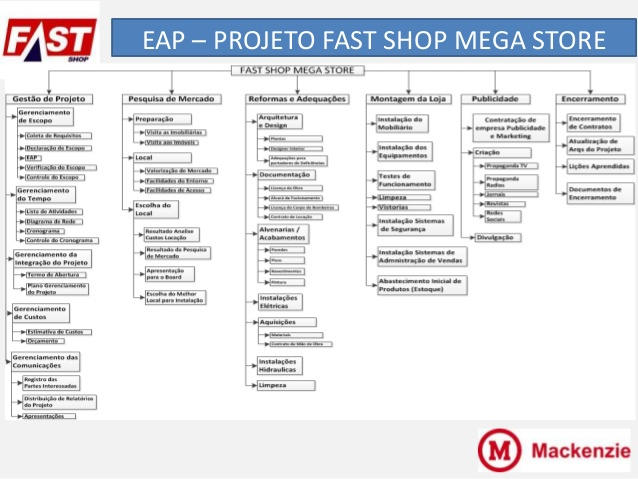 FAST
SHOP
EAP – PROJETO FAST SHOP MEGA STORE
FAST SHOP MEGA STORE
Gestão de Projeto
Gerenciamento
de Escopo
Coleta de Requisitos
Declaração de Escopo
EAP
Verificação do Escopo
Controle do Escopo
Gerenciamento
do Tempo
Lista de Atividades
Diagrama de Rede
Cronograma
Controle do Cronograma
Gerenciamento da
Integração do Projeto
Termo de Abertura
Plano Gerenciamento
do Projeto
Gerenciamento
de Custos
Estimativa de Custos
Orçamento
Gerenciamento das
Comunicações
Registro das
Partes Interessadas
Distribuição de Relatórios
do Projeto
Apresentações
Pesquisa de Mercado
Preparação
Visita as Imobiliárias
Visita aos Imóveis
Local
Valorização de Mercado
Facilidades do Entorno
Facilidades de Acesso
Escolha do
Local
Resultado Analise
Custos Locação
Resultado da Pesquisa
de Mercado
Apresentação
para o Board
Escolha do Melhor
Local para Instalação
Reformas e Adequações
Arquitetura
e Design
Plantas
Designer Interior
Adequações para
portadores de Deficiências
Documentação
Licença da Obra
Alvará de Funcionamento
Licença do Corpo de Bombeiros
Contrato de Locação
Alvenarias /
Acabamentos
Paredes
Pisos
Revestimentos
Pintura
Instalações
Elétricas
Aquisições
Materiais
Contrato de Mão de Obra
Instalações
Hidraulicas
Limpeza
Montagem da Loja
Instalação do
Mobiliário
Instalação dos
Equipamentos
Testes de
Funcionamento
Limpeza
Vistorias
Instalação Sistemas
de Segurança
Instalação Sistemas de
Admnistração de Vendas
Abastecimento Inicial de
Produtos (Estoque)
Publicidade
Contratação de
empresa Publicidade
e Marketing
Criação
Propaganda TV
Propaganda
Radios
Jornais
Revistas
Redes
Sociais
Divulgação
Encerramento
Encerramento
de Contratos
Atualização de
Arqs do Projeto
Lições Aprendidas
Documentos de
Encerramento
M Mackenzie